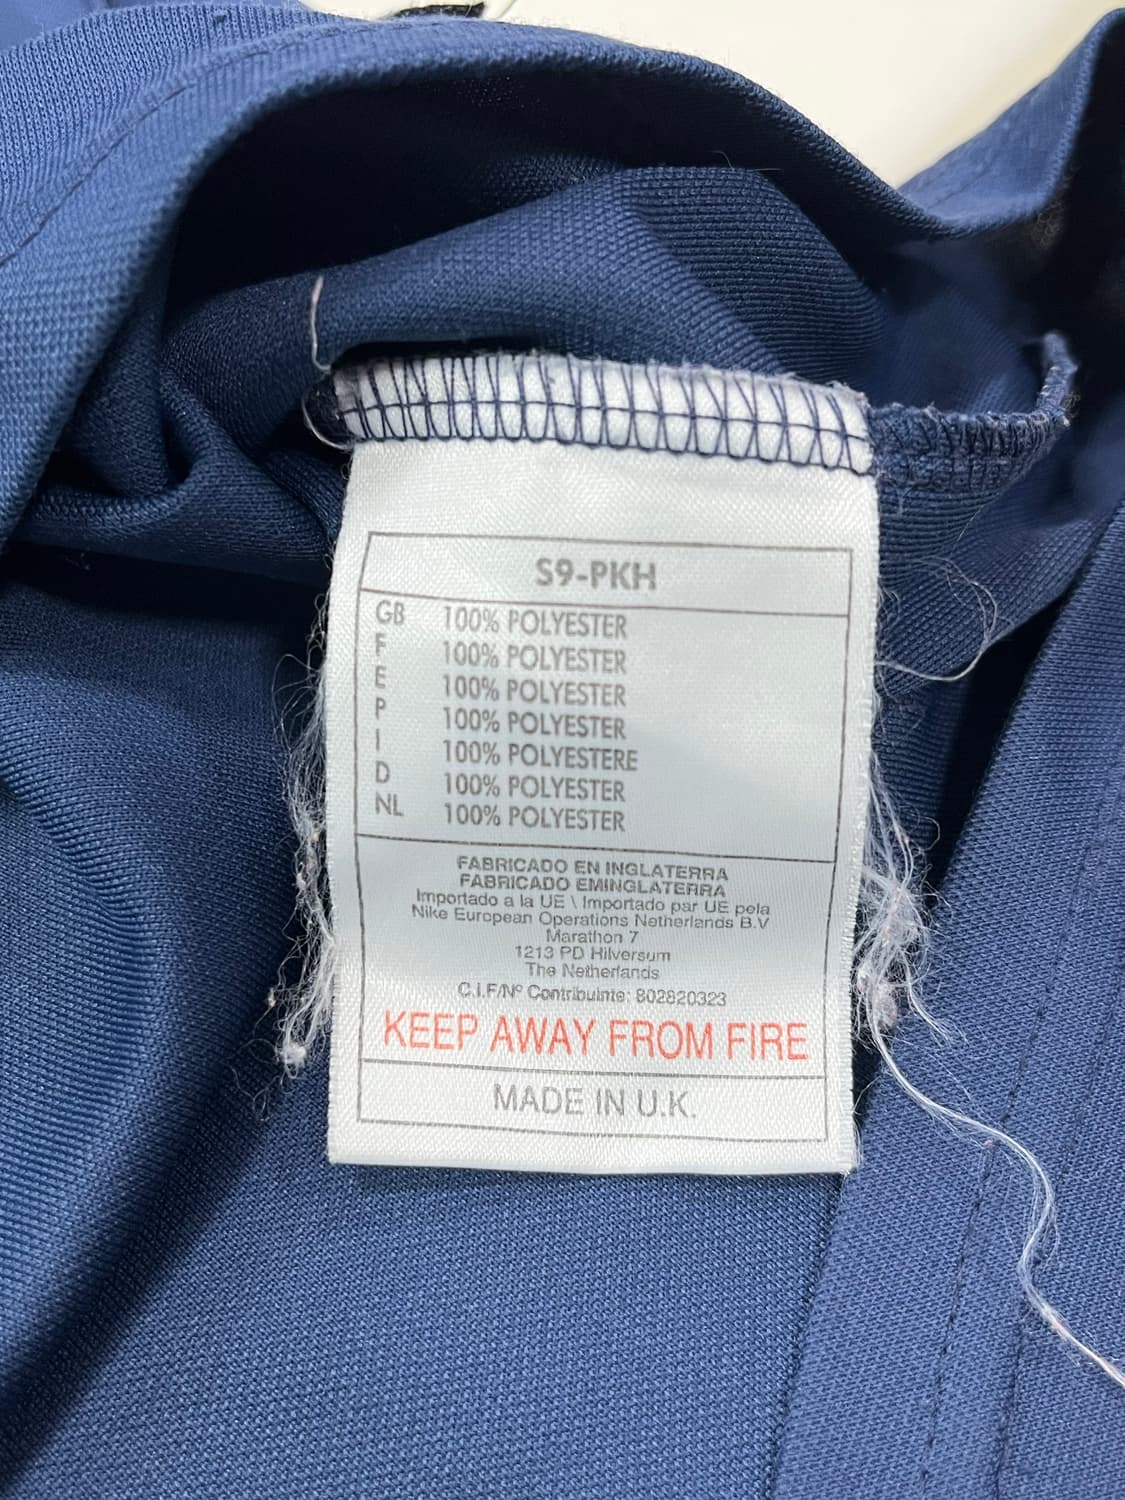 S9-PKH
GB 100% POLYESTER
F 100% POLYESTER
E 100% POLYESTER
P 100% POLYESTER
I 100% POLYESTERE
D 100% POLYESTER
NL 100% POLYESTER
FABRICADO EN INGLATERRA
FABRICADO EMINGLATERRA
Importado a la UE \ Importado par UE pela
Nike European Operations Netherlands B.V
Marathon 7
1213 PD Hilversum
The Netherlands
C.I.F/Nº Contribuinte: 802820323
KEEP AWAY FROM FIRE
MADE IN U.K.